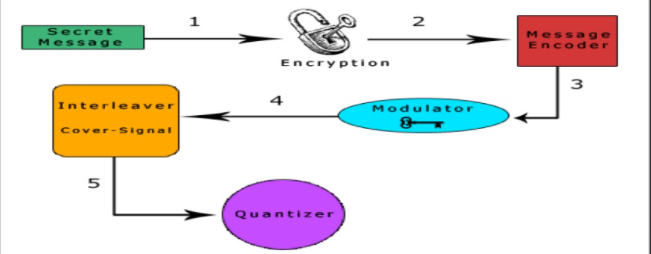 1
2
Secret
Message
Encryption
Message
Encoder
3
Interleaver
Cover-Signal
4
Modulator
5
Quantizer